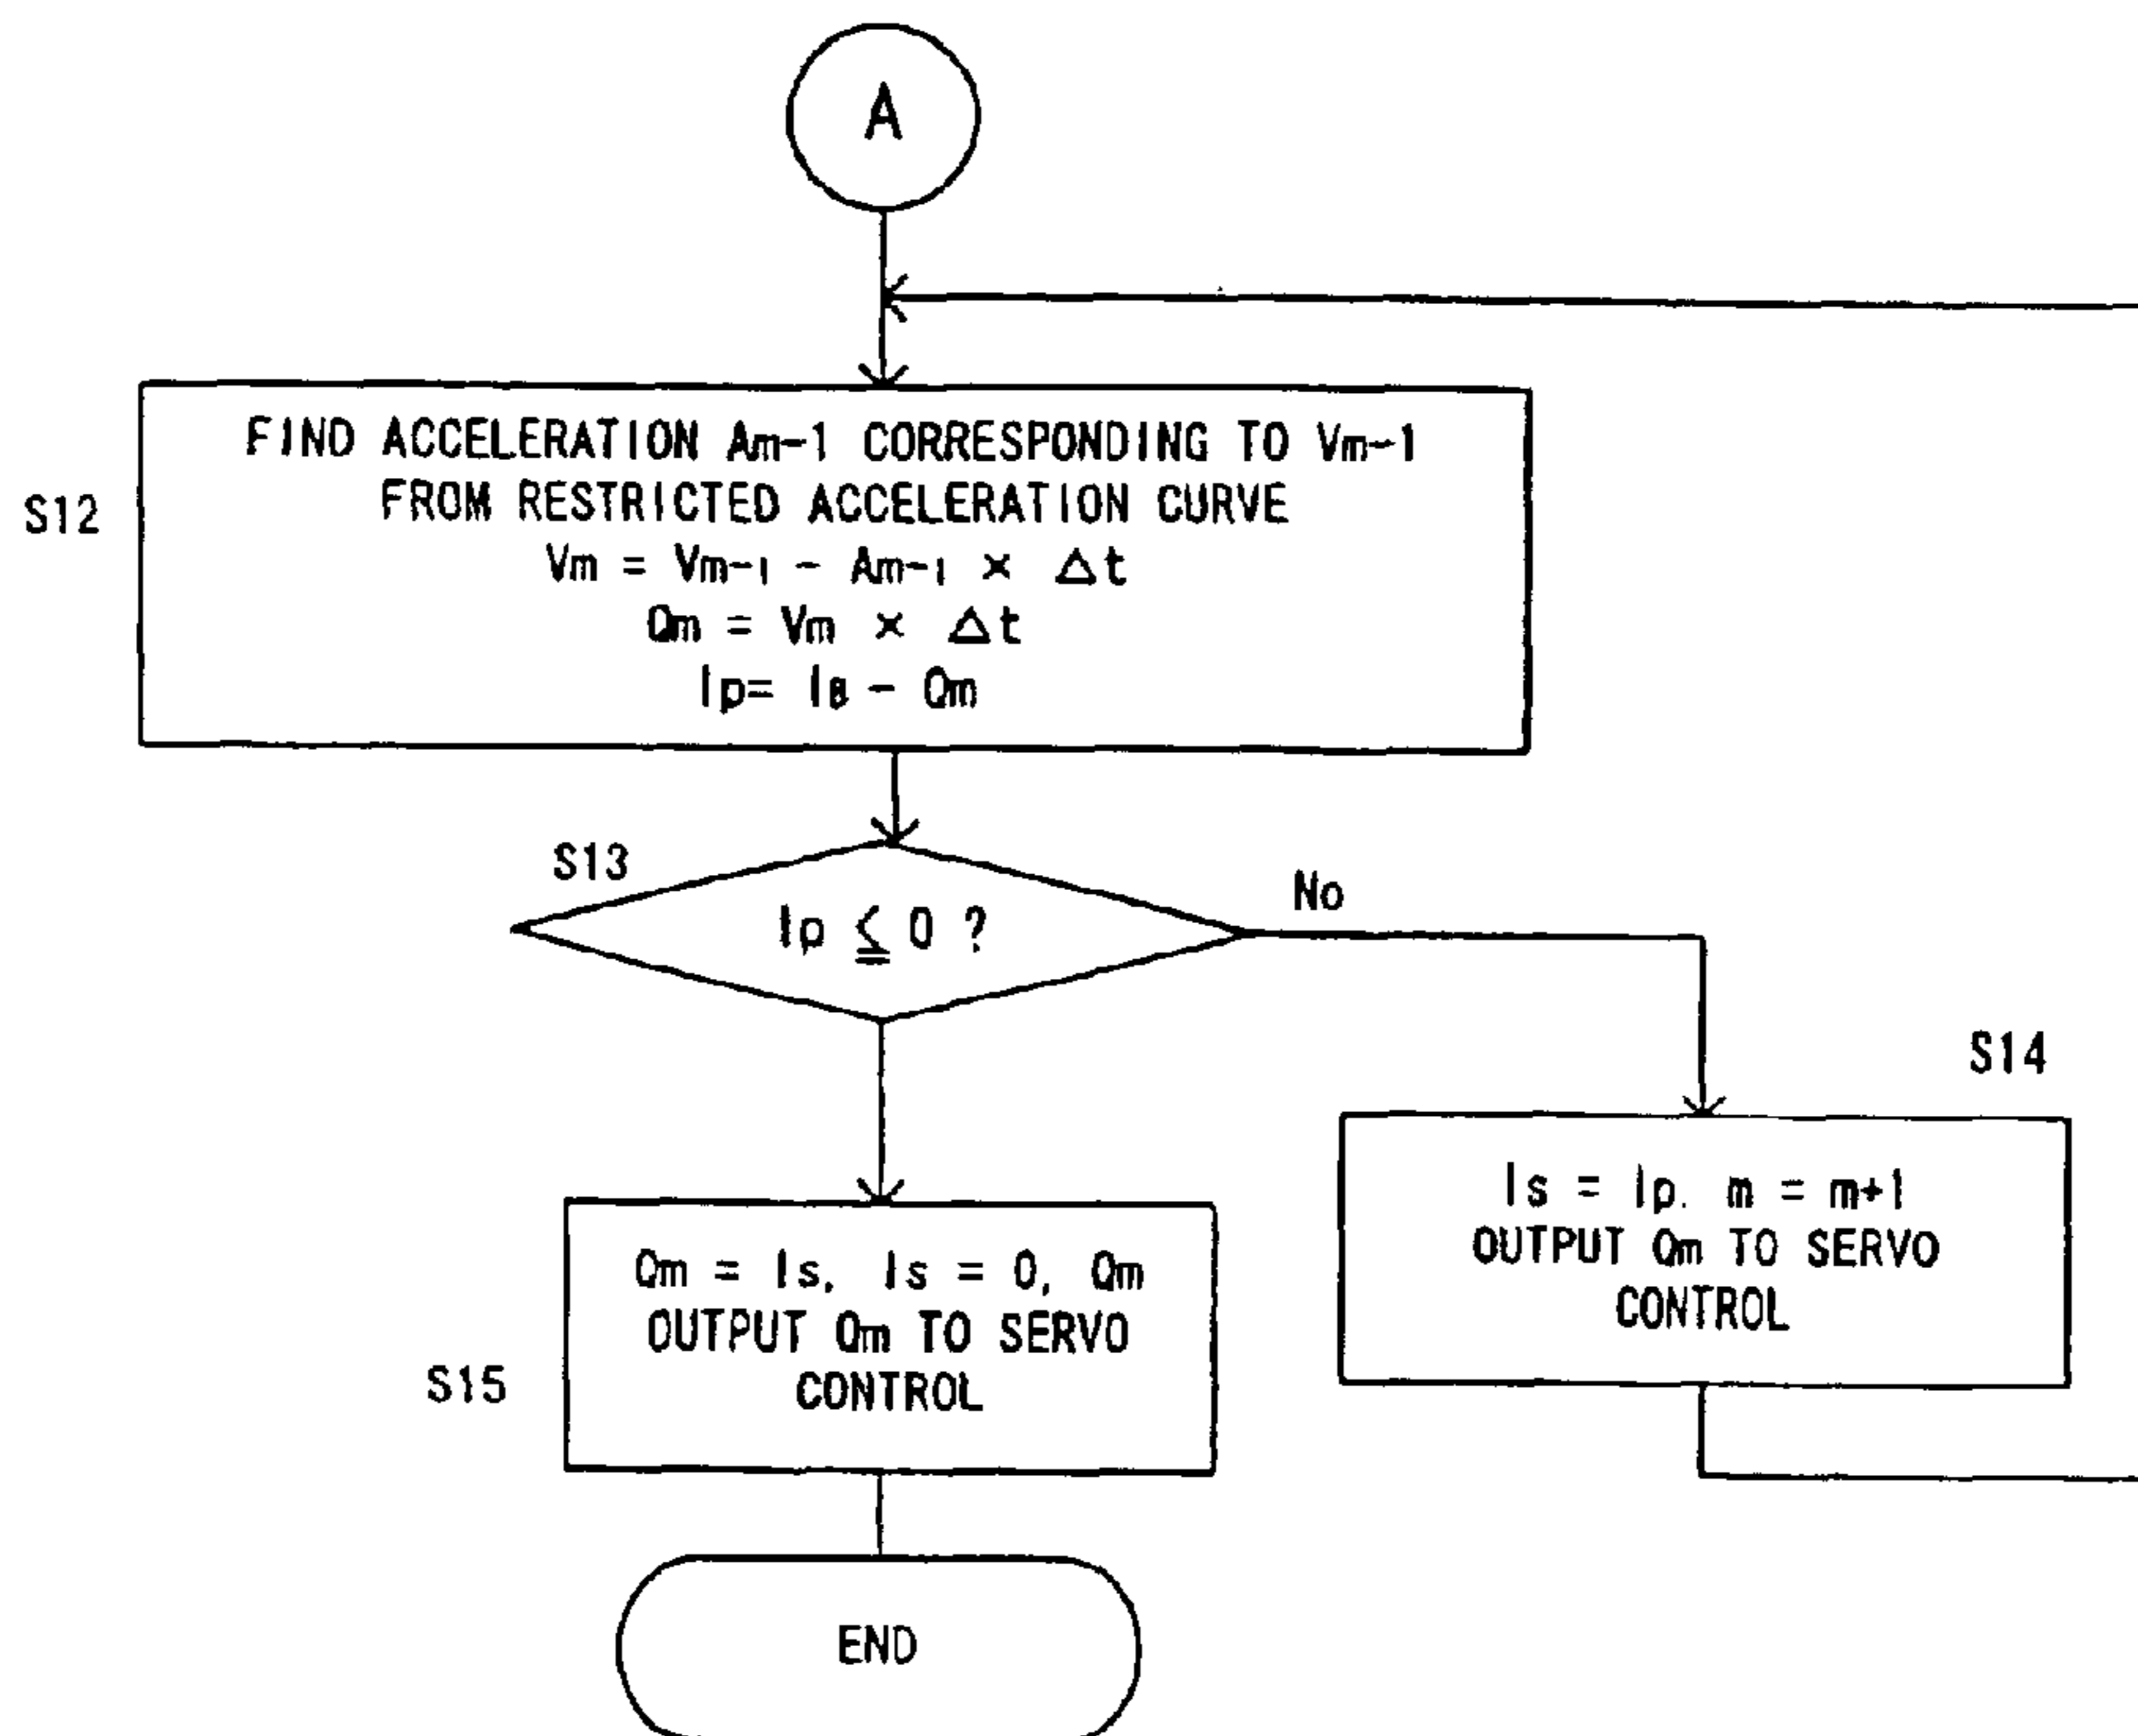 A
FIND ACCELERATION Am-1 CORRESPONDING TO Vm-1
FROM RESTRICTED ACCELERATION CURVE
Vm = Vm-1 - Am-1 × Δt
Qm = Vm × Δt
Ip= Is - Qm
S12
S13
Ip ≦ 0 ?
No
S14
Is = P. m = m+1
OUTPUT Qm TO SERVO
CONTROL
Qm = Is, Is = 0, Qm
OUTPUT Qm TO SERVO
CONTROL
S15
END